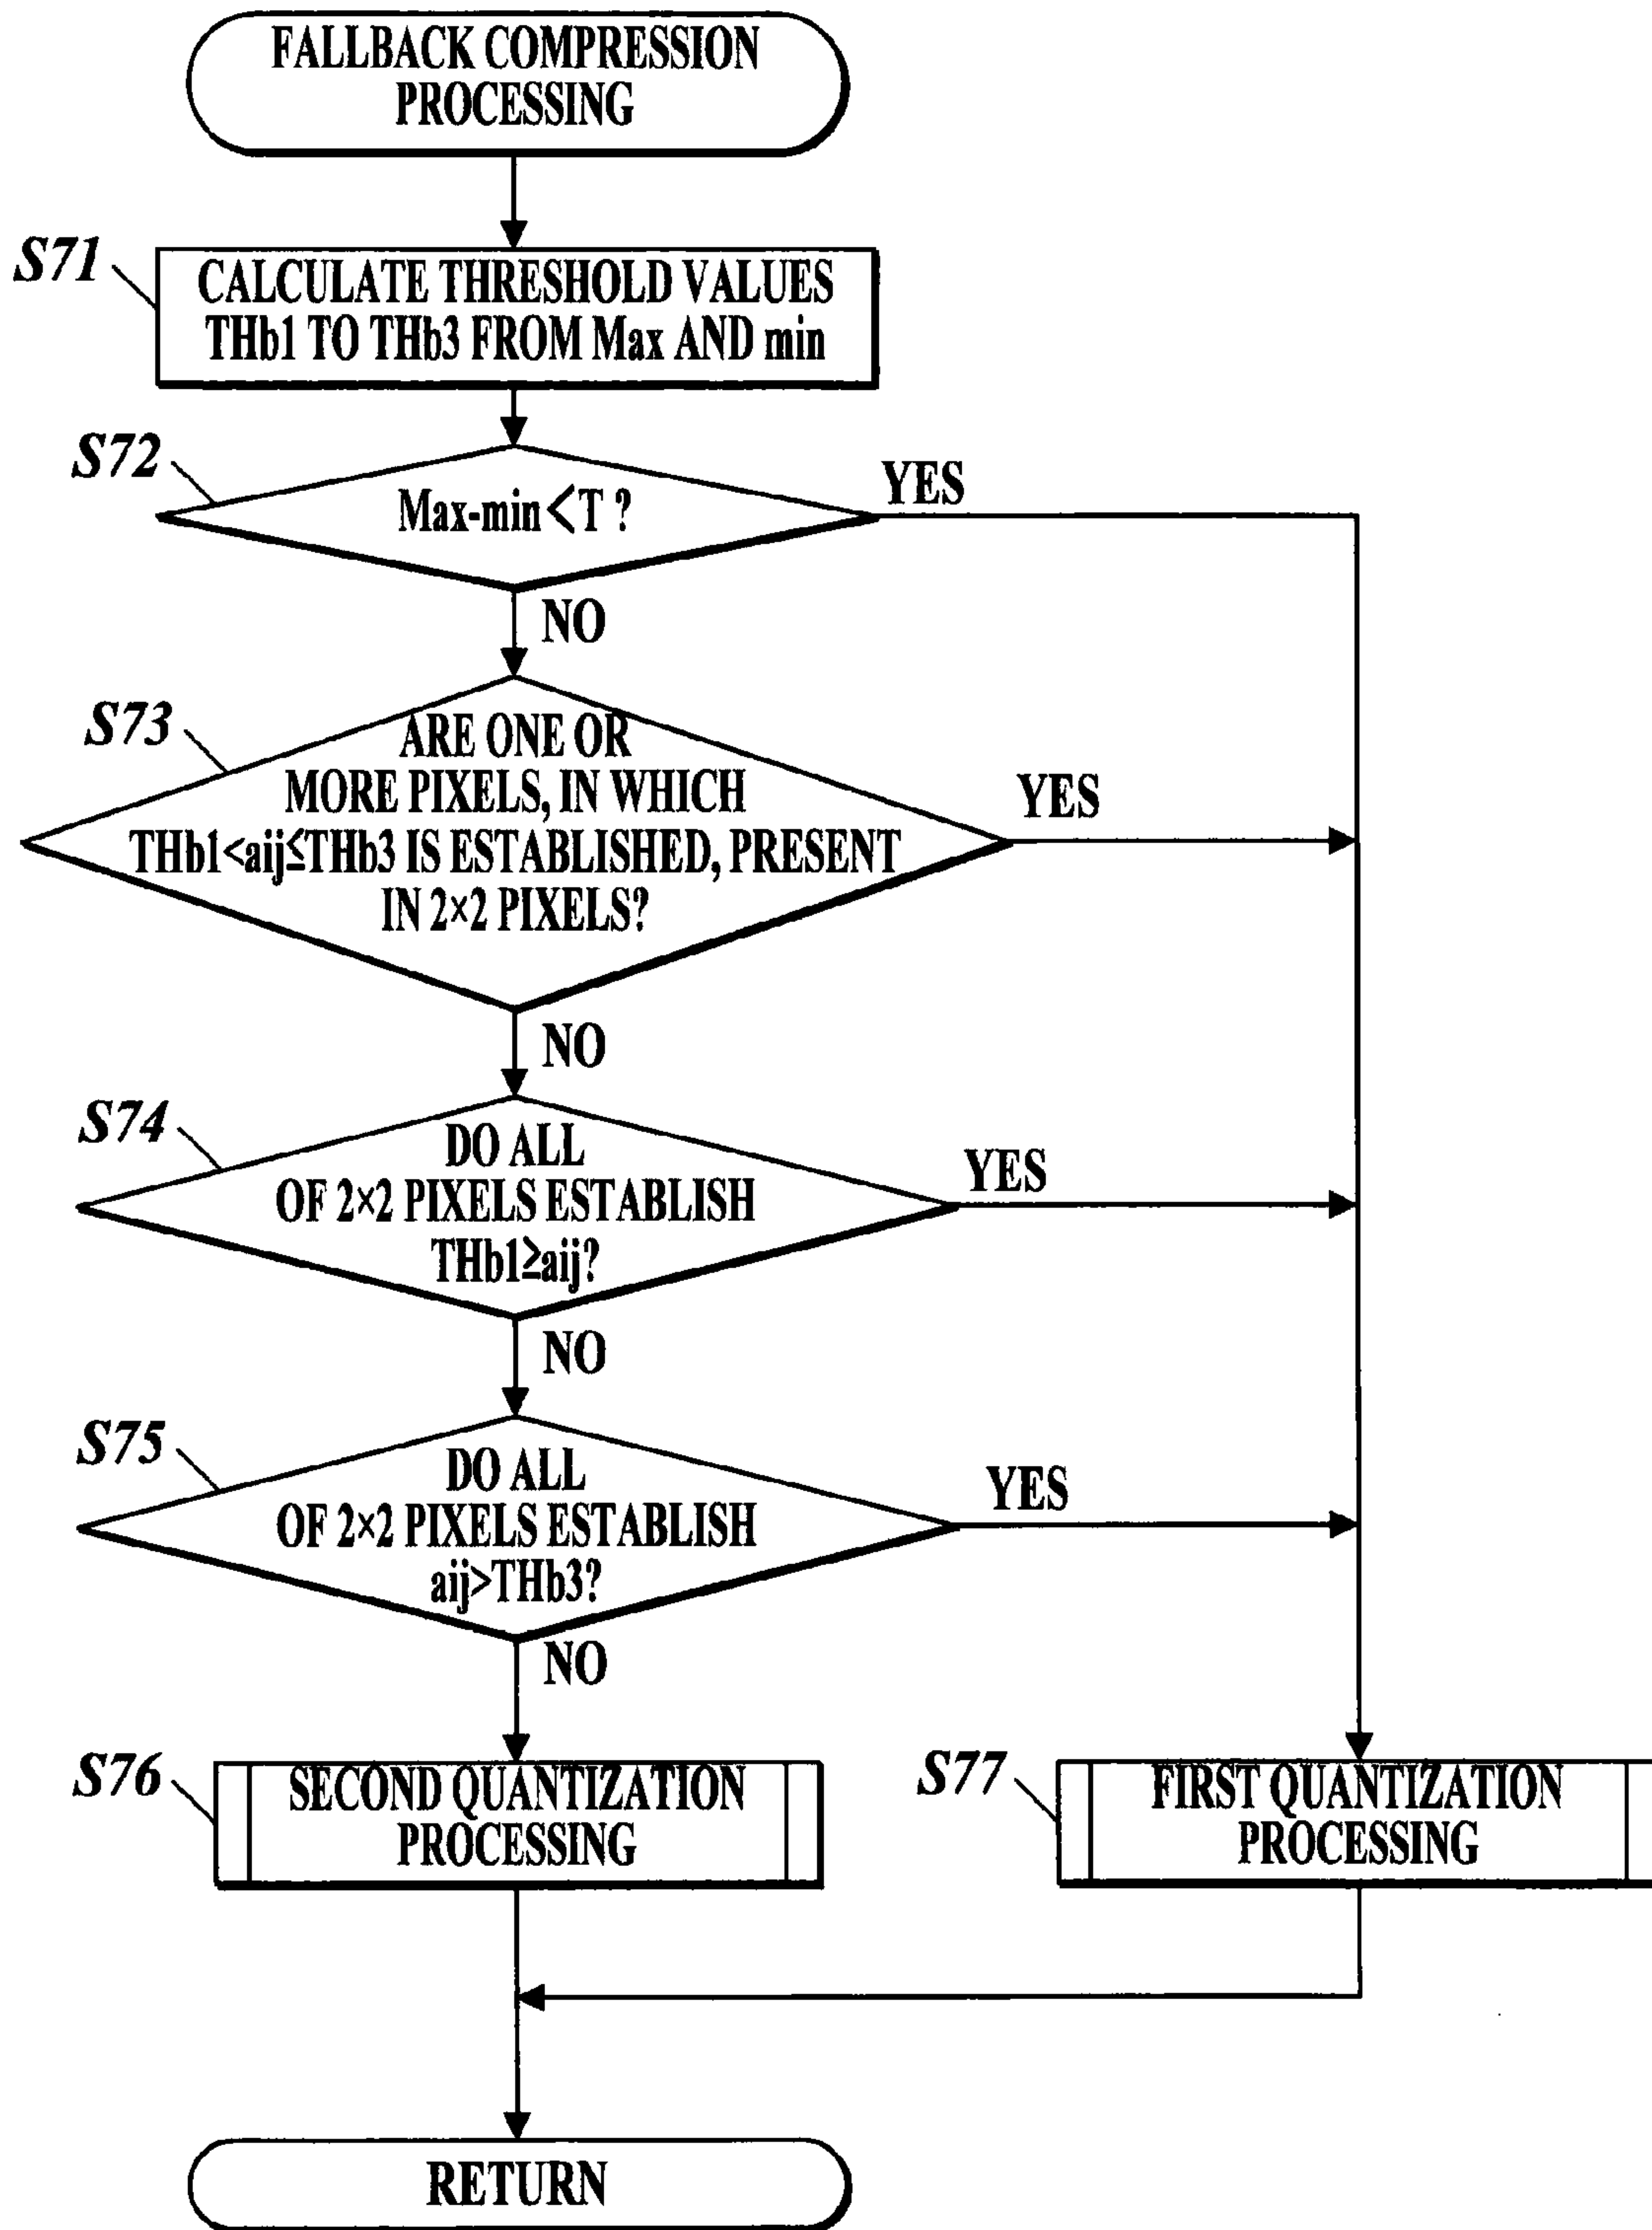 FALLBACK COMPRESSION
PROCESSING
S71
CALCULATE THRESHOLD VALUES
THb1 TO THb3 FROM Max AND min
S72
Max-min<T ?
YES
NO
S73
ARE ONE OR
MORE PIXELS, IN WHICH
THb1<aij≤THb3 IS ESTABLISHED, PRESENT
IN 2×2 PIXELS?
YES
NO
S74
DO ALL
OF 2×2 PIXELS ESTABLISH
THb1≥aij?
YES
NO
S75
DO ALL
OF 2×2 PIXELS ESTABLISH
aij>THb3?
YES
NO
S76
SECOND QUANTIZATION
PROCESSING
S77
FIRST QUANTIZATION
PROCESSING
RETURN